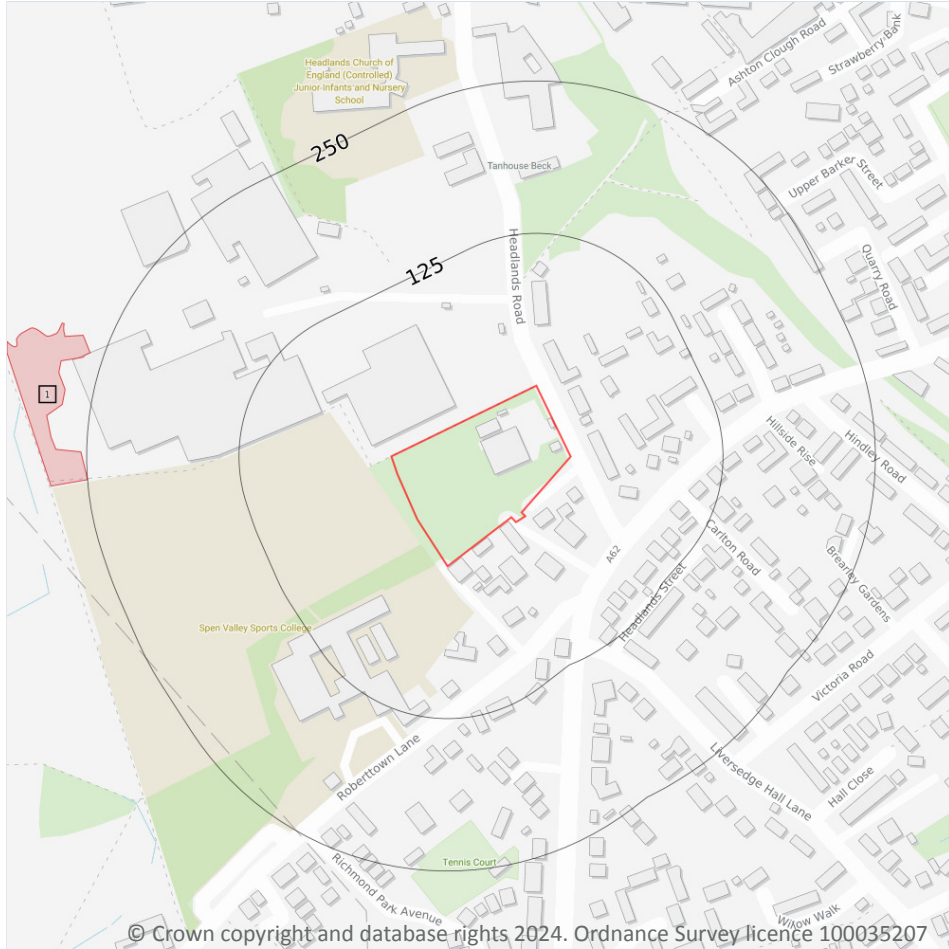 Headlands Church of
England (Controlled)
Junior Infants and Nursery
School
Ashton Clough Road
Strawberry Bank
250
Tanhouse Beck
Upper Barker Street
Headlands Road
125
Quarry Road
1
Hillside Rise
Hindley Road
A62
Carlton Road
Headlands Street
Brearley Gardens
Spen Valley Sports College
Victoria Road
Roberttown Lane
Liversedge Hall Lane
Hall Close
Tennis Court
Richmond Park Avenue
Willow Walk
© Crown copyright and database rights 2024. Ordnance Survey licence 100035207